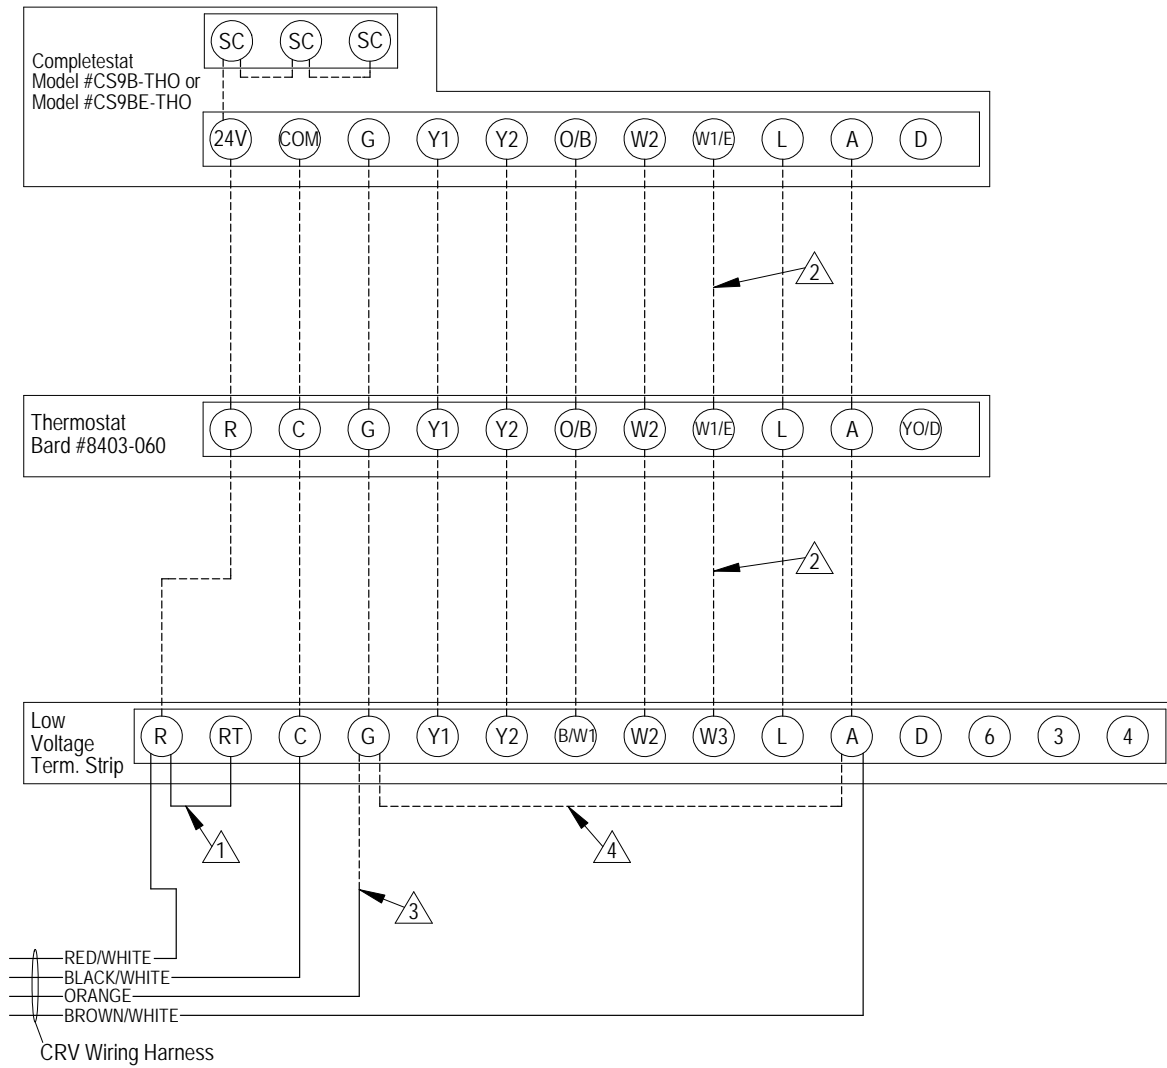 SC SC SC
Completestat
Model #CS9B-THO or
Model #CS9BE-THO
24V COM G Y1 Y2 O/B W2 W1/E L A D
2
Thermostat
Bard #8403-060
R C G Y1 Y2 O/B W2 W1/E L A YO/D
2
Low
Voltage
Term. Strip
R RT C G Y1 Y2 B/W1 W2 W3 L A D 6 3 4
1
4
3
RED/WHITE
BLACK/WHITE
ORANGE
BROWN/WHITE
CRV Wiring Harness